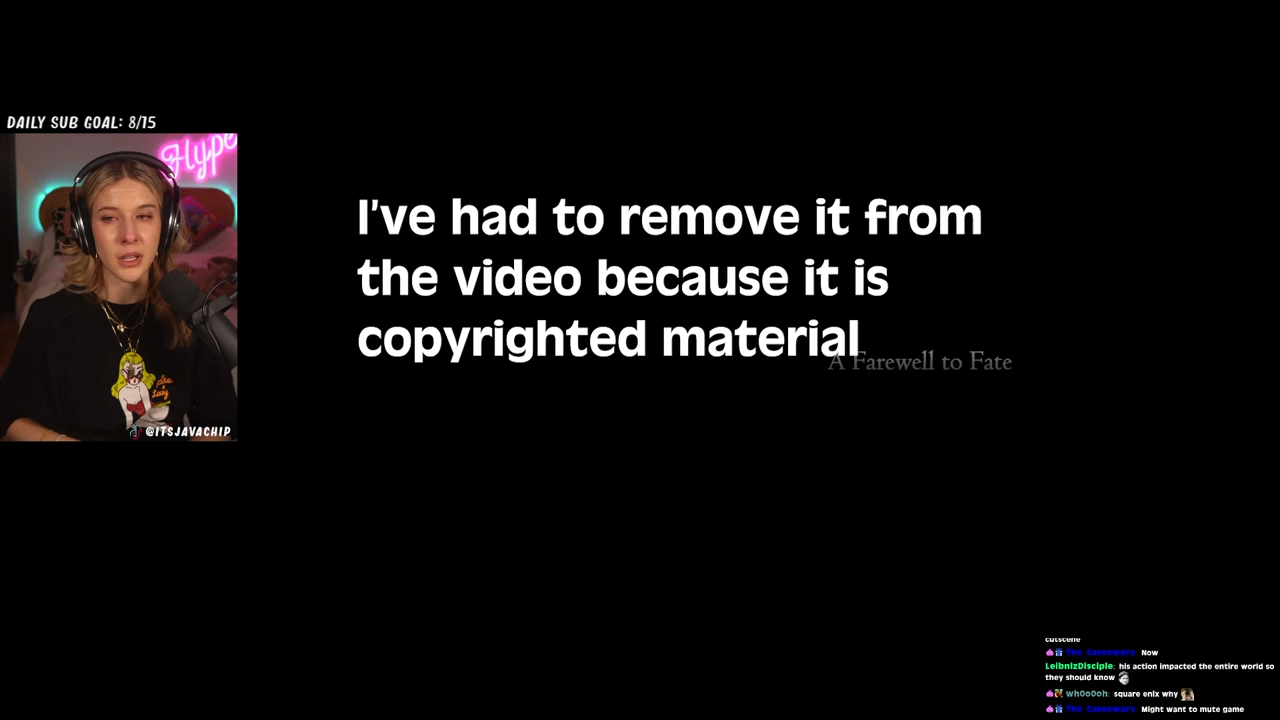 DAILY SUB GOAL: 8/15
Hype
I've had to remove it from
the video because it is
copyrighted material
A Farewell to Fate
@ITSJAVACHIP
cutscene
The_Cassowary: Now
LeibnizDisciple: his action impacted the entire world so
they should know
square enix why
Might want to mute game